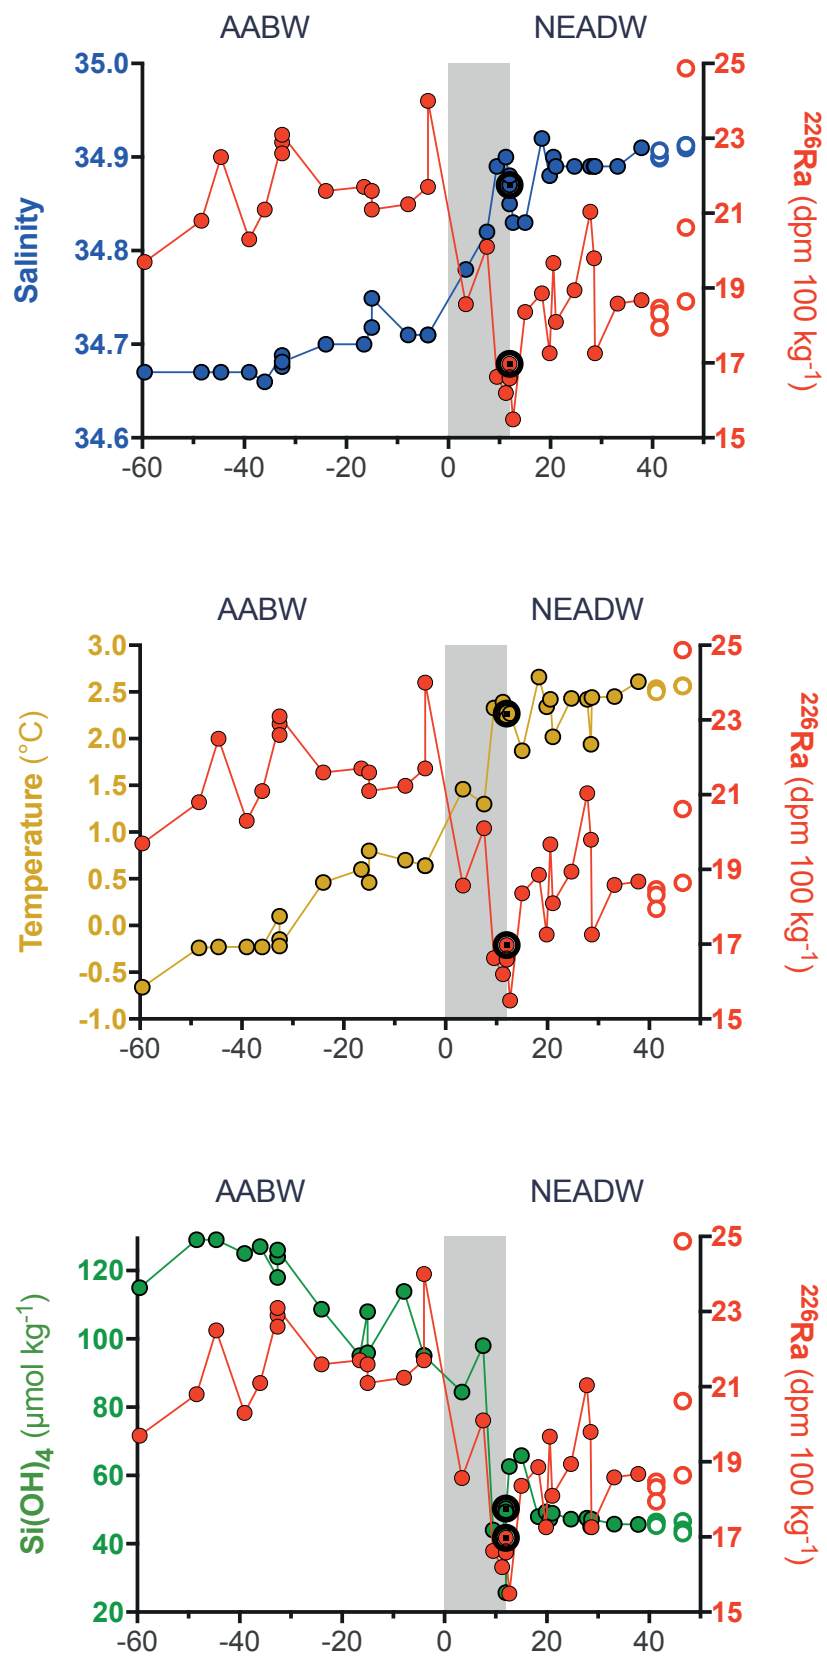 AABW NEADW
35.0 25
23
34.9
21
Salinity
34.8
²²⁶Ra (dpm 100 kg⁻¹)
19
34.7
17
34.6 15
-60 -40 -20 0 20 40
AABW NEADW
3.0 25
2.5
23
2.0
1.5
21
Temperature (°C)
1.0
²²⁶Ra (dpm 100 kg⁻¹)
0.5
19
0.0
17
-0.5
-1.0 15
-60 -40 -20 0 20 40
AABW NEADW
25
120
23
100
21
Si(OH)₄ (μmol kg⁻¹)
80
²²⁶Ra (dpm 100 kg⁻¹)
60
19
40
17
20 15
-60 -40 -20 0 20 40